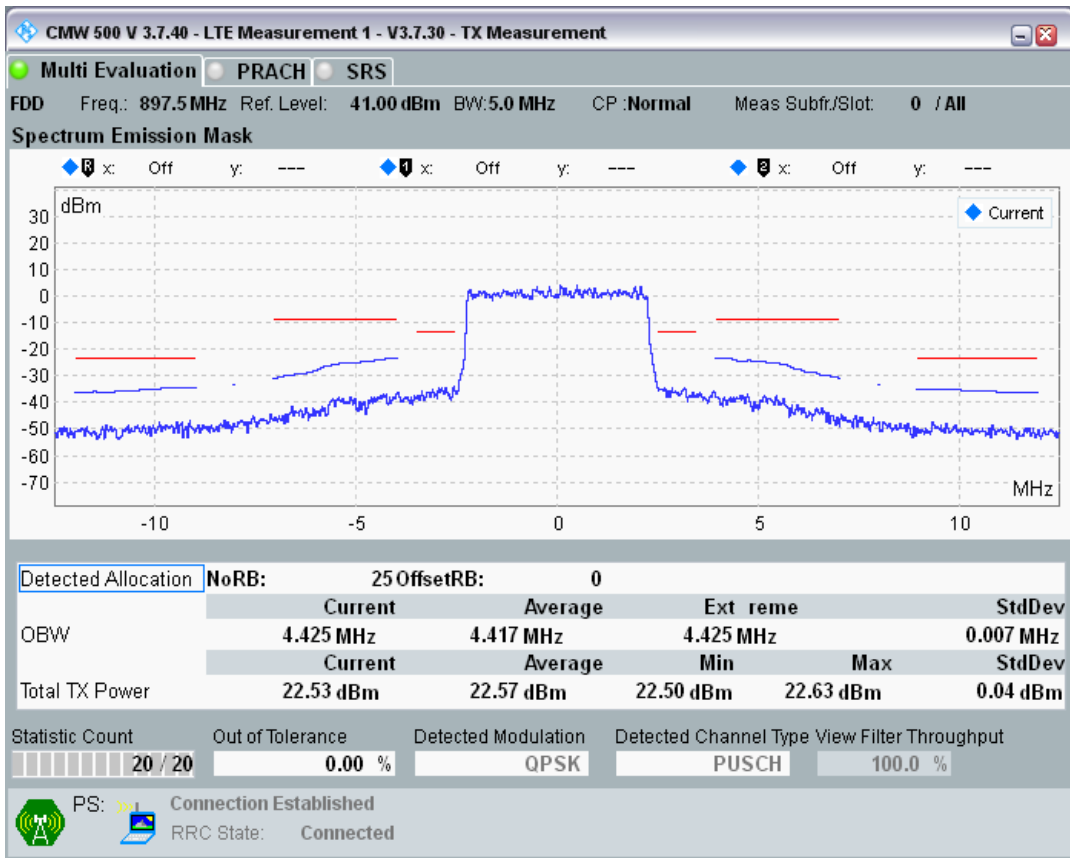 CMW 500 V 3.7.40 - LTE Measurement 1 - V3.7.30 - TX Measurement
Multi Evaluation PRACH SRS
FDD Freq.: 897.5 MHz Ref. Level: 41.00 dBm BW: 5.0 MHz CP : Normal Meas Subfr./Slot: 0 / All
Spectrum Emission Mask
R x: Off y: --- 1 x: Off y: --- 2 x: Off y: ---
dBm
Current
30
20
10
0
-10
-20
-30
-40
-50
-60
-70
MHz
-10 -5 0 5 10
Detected Allocation NoRB: 25 OffsetRB: 0
Current Average Ext reme StdDev
OBW 4.425 MHz 4.417 MHz 4.425 MHz 0.007 MHz
Current Average Min Max StdDev
Total TX Power 22.53 dBm 22.57 dBm 22.50 dBm 22.63 dBm 0.04 dBm
Statistic Count Out of Tolerance Detected Modulation Detected Channel Type View Filter Throughput
20 / 20 0.00 % QPSK PUSCH 100.0 %
PS: Connection Established
RRC State: Connected